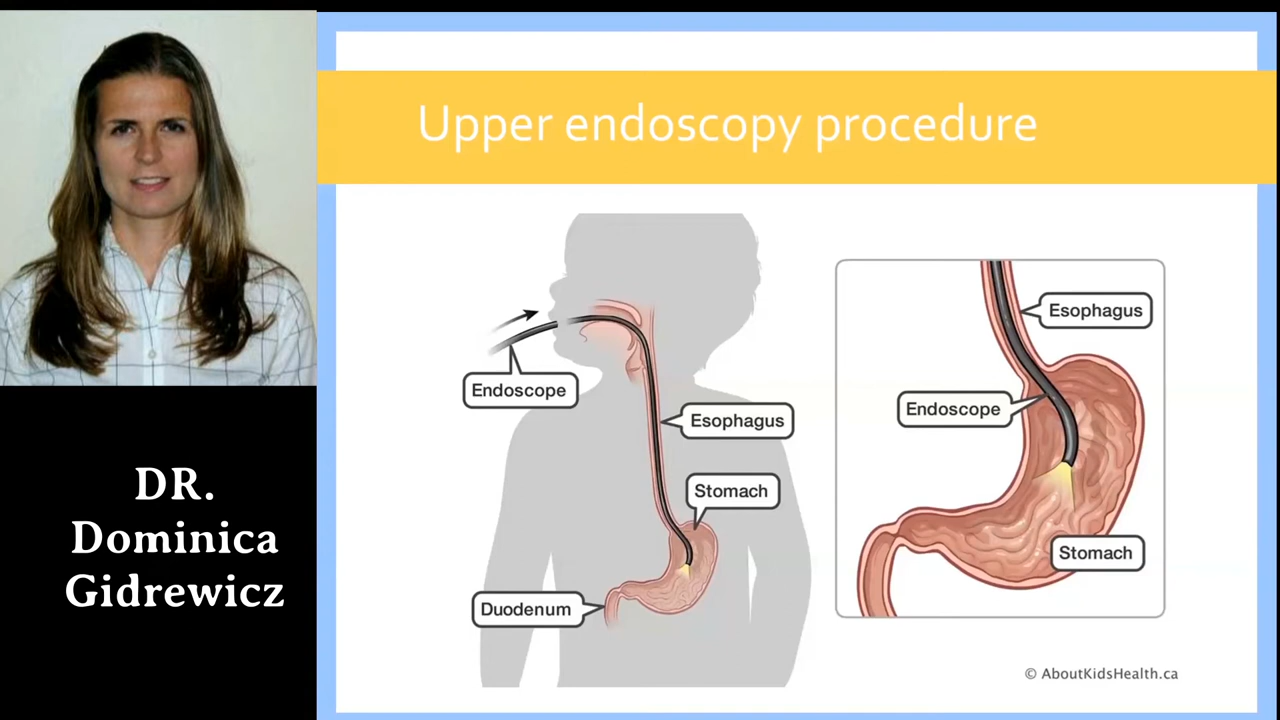 Upper endoscopy procedure
Endoscope
Esophagus
Stomach
Duodenum
Esophagus
Endoscope
Stomach
© AboutKidsHealth.ca
DR.
Dominica
Gidrewicz